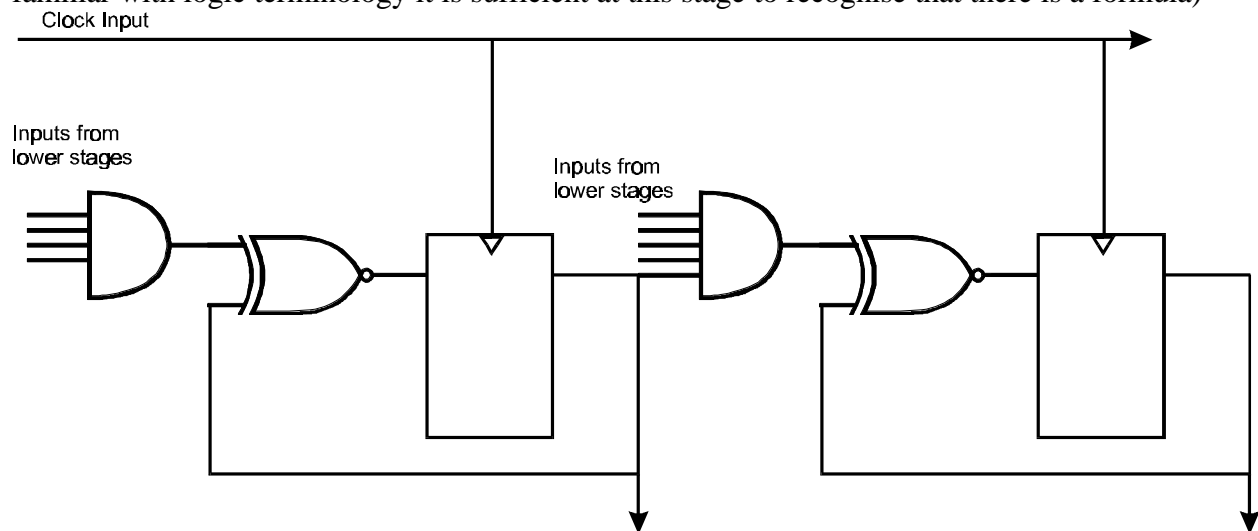 familiar with logic terminology it is sufficient at this stage to recognise that there is a formula)
Clock Input
Inputs from
lower stages
Inputs from
lower stages